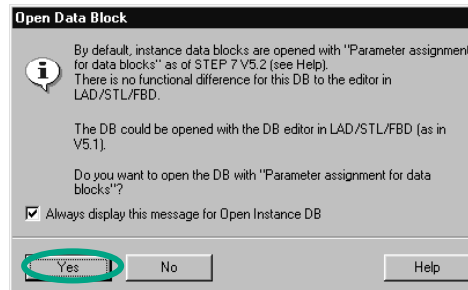 Open Data Block
By default, instance data blocks are opened with "Parameter assignment
for data blocks" as of STEP 7 V5.2 (see Help).
There is no functional difference for this DB to the editor in
LAD/STL/FBD.
The DB could be opened with the DB editor in LAD/STL/FBD (as in
V5.1).
Do you want to open the DB with "Parameter assignment for data
blocks"?
Always display this message for Open Instance DB
Yes No Help